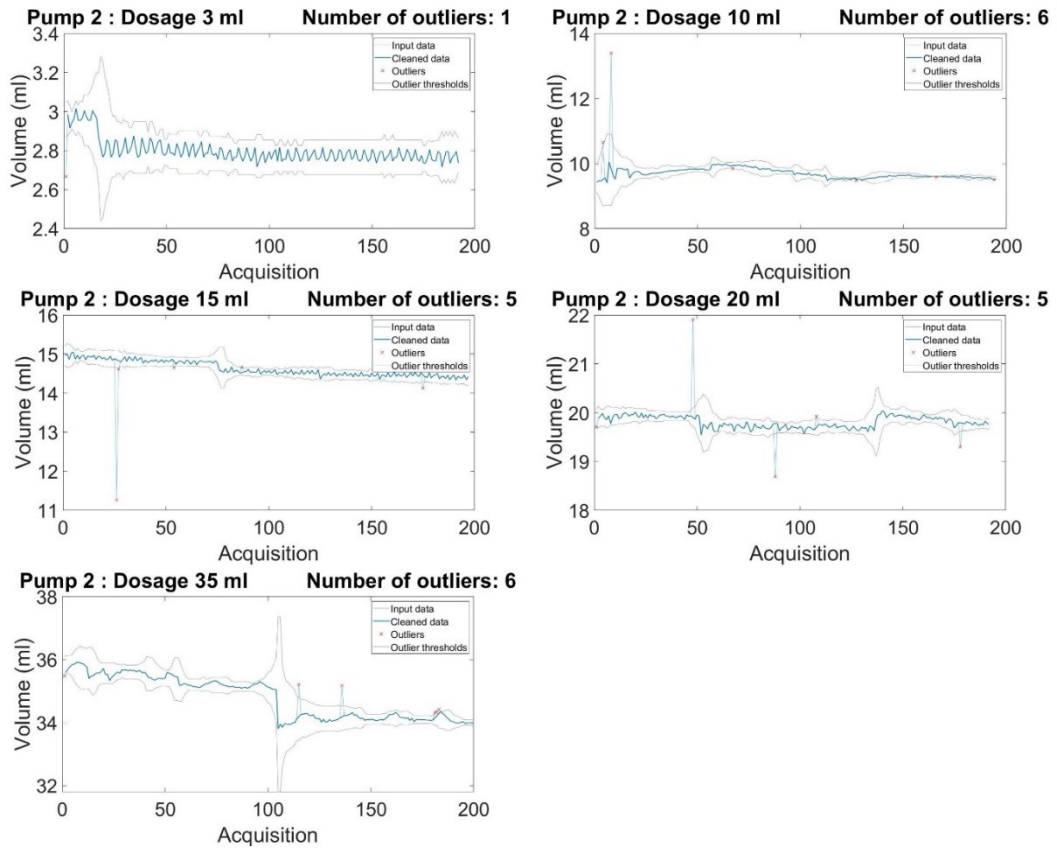 Pump 2 : Dosage 3 ml Number of outliers: 1
3.4
3.2
3
2.8
2.6
2.4
Volume (ml)
Input data
Cleaned data
Outliers
Outlier thresholds
0 50 100 150 200
Acquisition
Pump 2 : Dosage 10 ml Number of outliers: 6
14
12
10
8
Volume (ml)
Input data
Cleaned data
Outliers
Outlier thresholds
0 50 100 150 200
Acquisition
Pump 2 : Dosage 15 ml Number of outliers: 5
16
15
14
13
12
11
Volume (ml)
Input data
Cleaned data
Outliers
Outlier thresholds
0 50 100 150 200
Acquisition
Pump 2 : Dosage 20 ml Number of outliers: 5
22
21
20
19
18
Volume (ml)
Input data
Cleaned data
Outliers
Outlier thresholds
0 50 100 150 200
Acquisition
Pump 2 : Dosage 35 ml Number of outliers: 6
38
36
34
32
Volume (ml)
Input data
Cleaned data
Outliers
Outlier thresholds
0 50 100 150 200
Acquisition